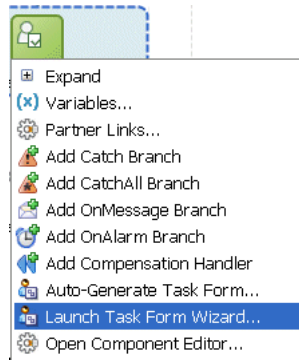 Expand
(x) Variables...
Partner Links...
Add Catch Branch
Add CatchAll Branch
Add OnMessage Branch
Add OnAlarm Branch
Add Compensation Handler
Auto-Generate Task Form...
Launch Task Form Wizard...
Open Component Editor...